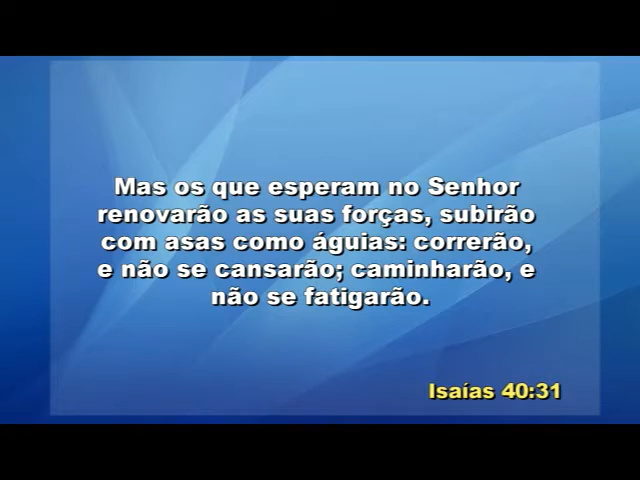 Mas os que esperam no Senhor
renovarão as suas forças, subirão
com asas como águias: correrão,
e não se cansarão; caminharão, e
não se fatigarão.
Isaías 40:31